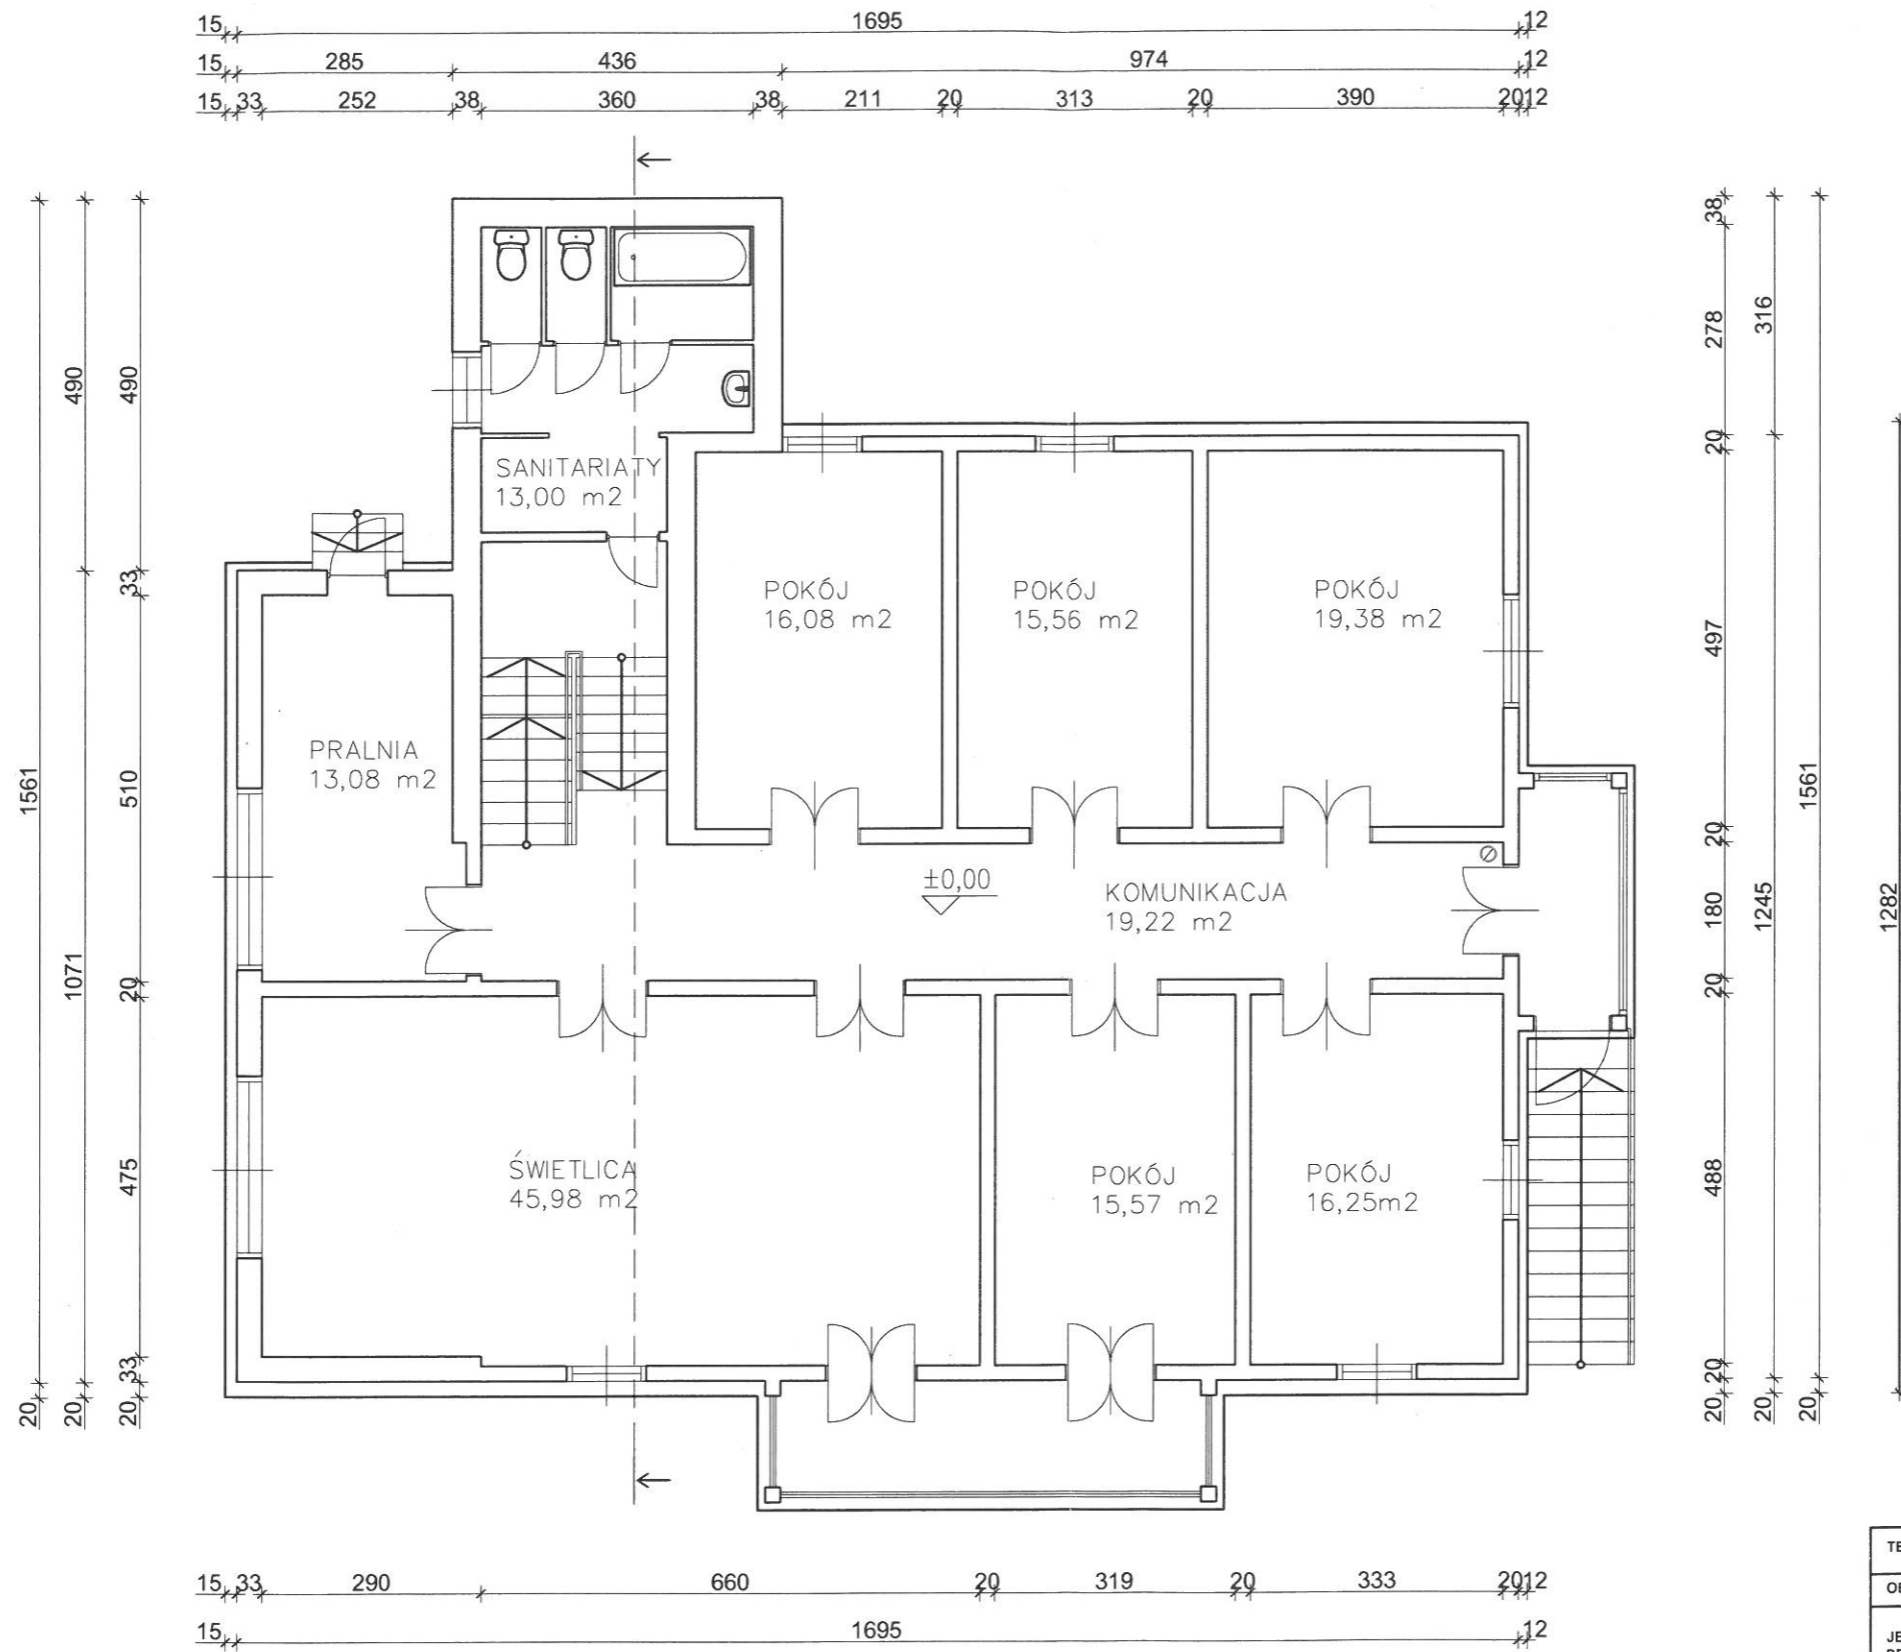 15 1695 12
15 285 436 974 12
15 33 252 38 360 38 211 20 313 20 390 20 12
38
278
316
490
490
20
SANITARIATY
13,00 m2
33
POKÓJ
16,08 m2
POKÓJ
15,56 m2
POKÓJ
19,38 m2
497
PRALNIA
13,08 m2
1561
510
1561
20
±0,00
KOMUNIKACJA
19,22 m2
180
1245
1282
1071
20
20
ŚWIETLICA
45,98 m2
POKÓJ
15,57 m2
POKÓJ
16,25m2
475
488
33
20
20
20
20
20
20
20
15 33 290 660 20 319 20 333 20 12
15 1695 12